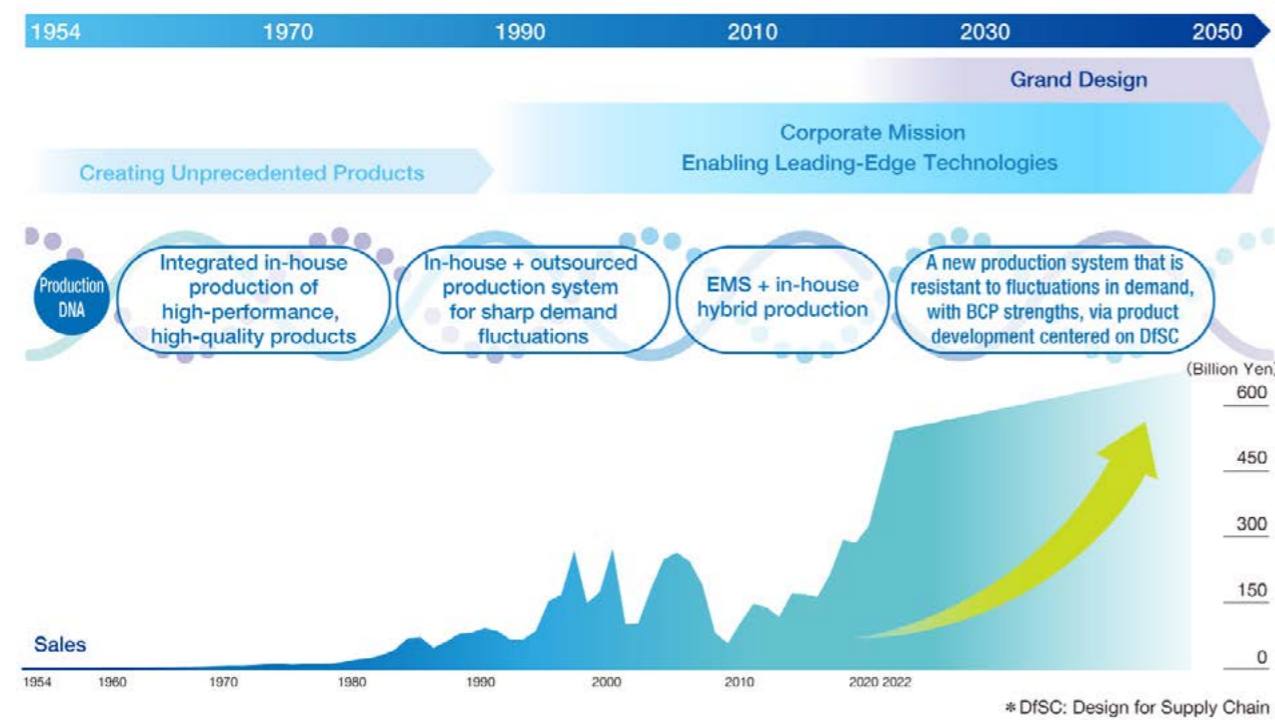 1954 1970 1990 2010 2030 2050
Grand Design
Corporate Mission
Enabling Leading-Edge Technologies
Creating Unprecedented Products
Production
DNA
Integrated in-house
production of
high-performance,
high-quality products
In-house + outsourced
production system
for sharp demand
fluctuations
EMS + in-house
hybrid production
A new production system that is
resistant to fluctuations in demand,
with BCP strengths, via product
development centered on DfSC
(Billion Yen)
600
450
300
150
0
Sales
1954 1960 1970 1980 1990 2000 2010 2020 2022
* DfSC: Design for Supply Chain